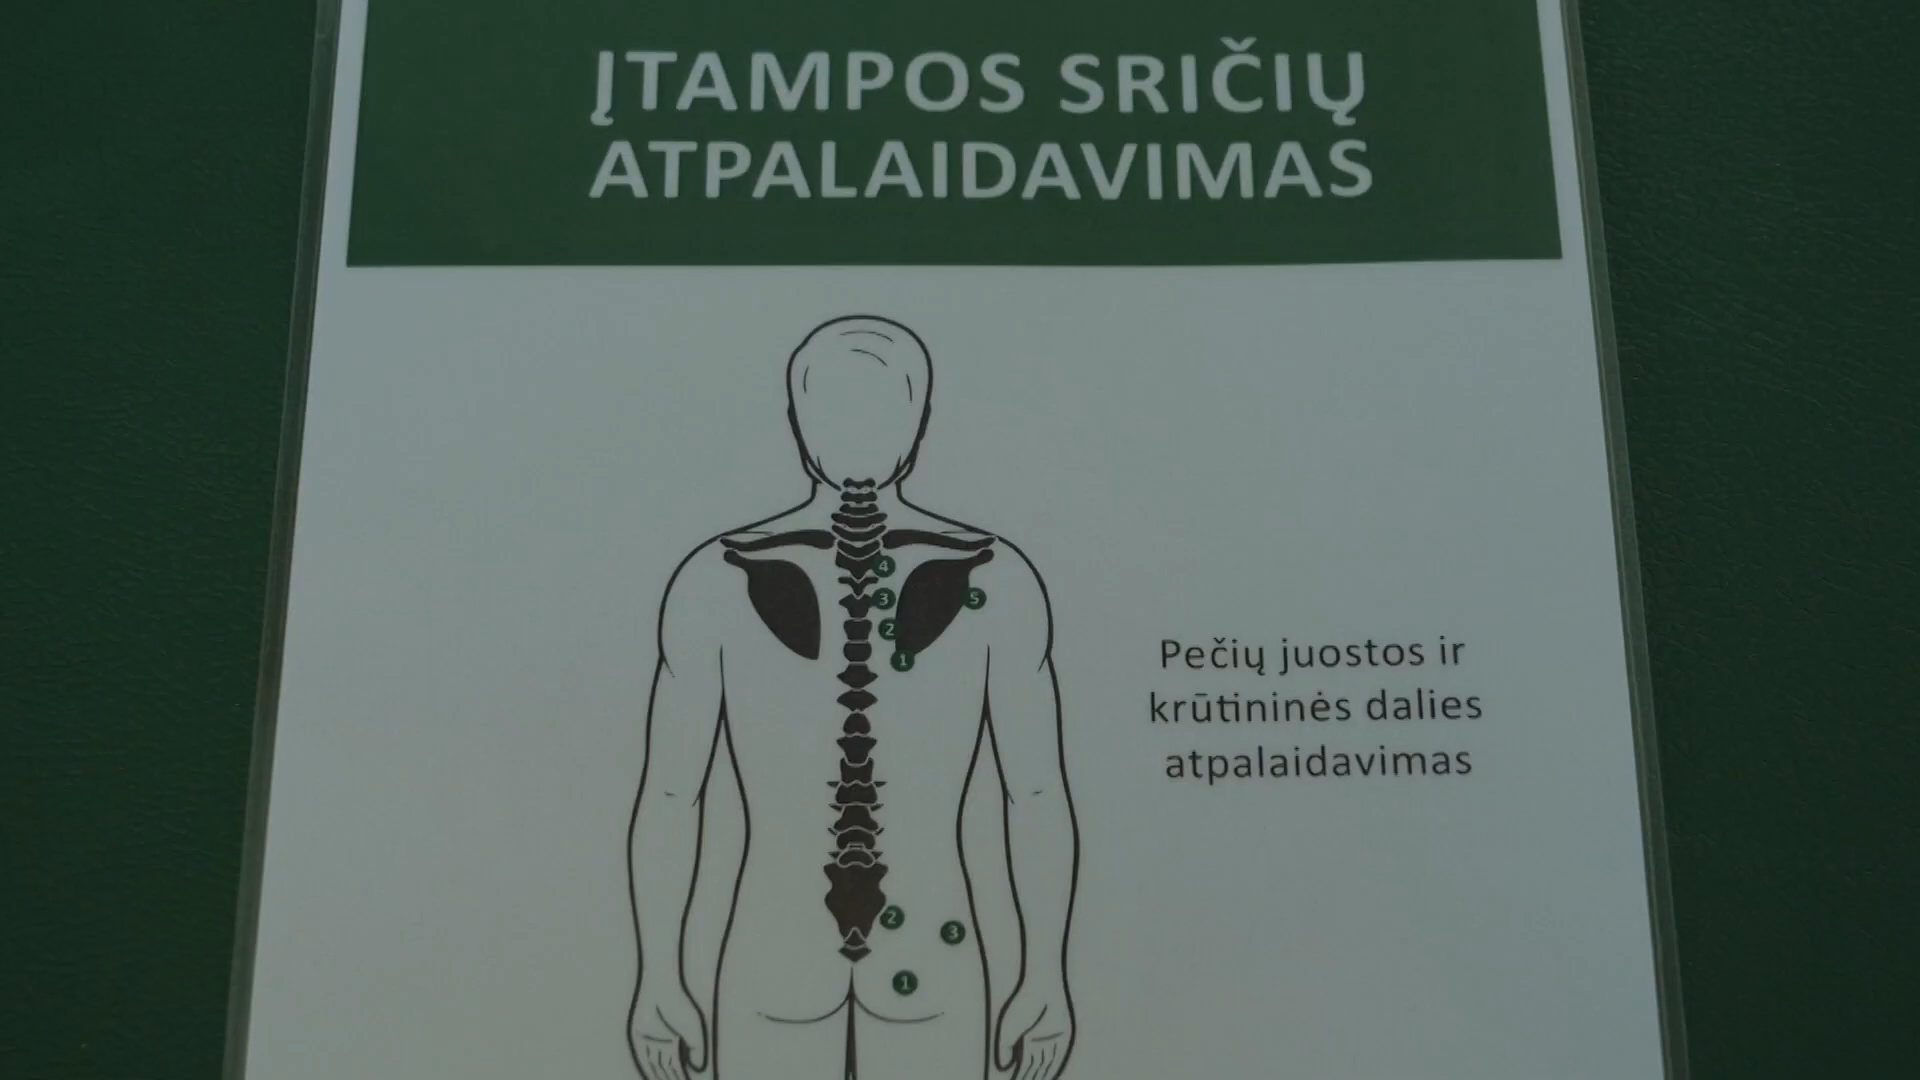 ĮTAMPOS SRIČIŲ
ATPALAIDAVIMAS
4
3
5
2
1
Pečių juostos ir
krūtininės dalies
atpalaidavimas
2
3
1